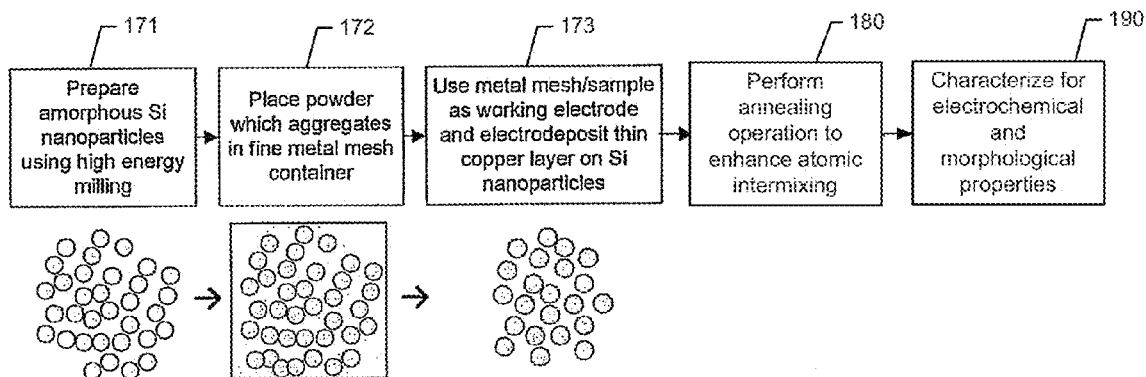 171
172
173
180
190
Prepare
amorphous Si
nanoparticles
using high energy
milling
Place powder
which aggregates
in fine metal mesh
container
Use metal mesh/sample
as working electrode
and electrodeposit thin
copper layer on Si
nanoparticles
Perform
annealing
operation to
enhance atomic
intermixing
Characterize for
electrochemical
and
morphological
properties